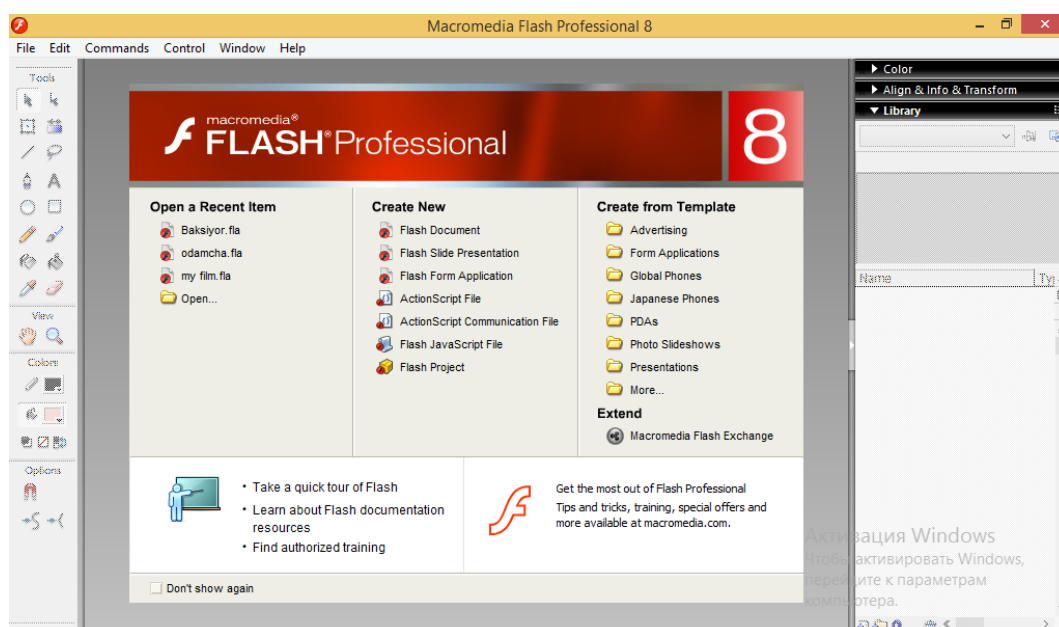 Macromedia Flash Professional 8
File Edit Commands Control Window Help
Tools
View
Colors
Options
macromedia®
FLASH® Professional
8
Open a Recent Item
Baksiyor.fla
odamcha.fla
my film.fla
Open...
Create New
Flash Document
Flash Slide Presentation
Flash Form Application
ActionScript File
ActionScript Communication File
Flash JavaScript File
Flash Project
Create from Template
Advertising
Form Applications
Global Phones
Japanese Phones
PDAs
Photo Slideshows
Presentations
More...
Extend
Macromedia Flash Exchange
• Take a quick tour of Flash
• Learn about Flash documentation
resources
• Find authorized training
Get the most out of Flash Professional
Tips and tricks, training, special offers and
more available at macromedia.com.
Don't show again
Color
Align & Info & Transform
Library
Name
Активация Windows
Чтобы активировать Windows,
перейдите к параметрам
компьютера.